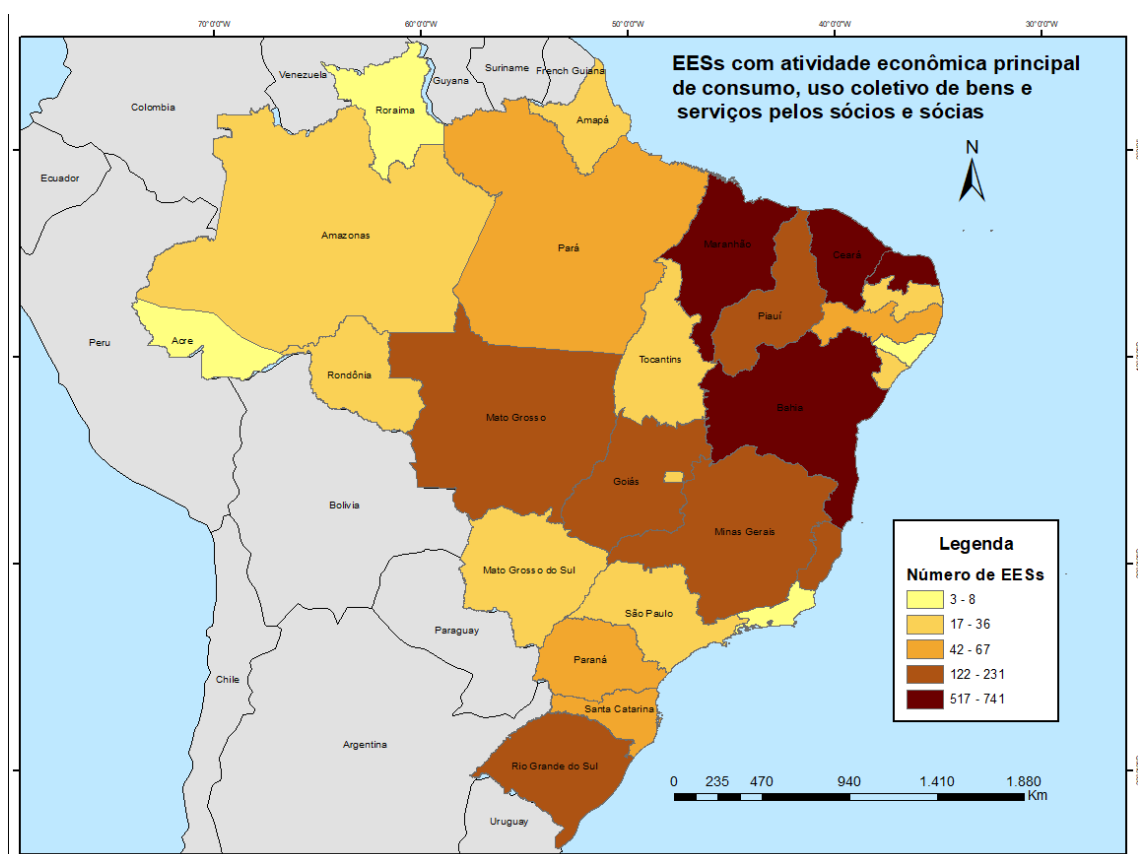 70°0'0"W 60°0'0"W 50°0'0"W 40°0'0"W 30°0'0"W
EESs com atividade econômica principal
de consumo, uso coletivo de bens e
serviços pelos sócios e sócias
N
Venezuela
Guyana
Suriname
French Guiana
Colombia
Roraima
Amapá
Ecuador
Amazonas
Pará
Maranhão
Ceará
Piauí
Peru
Acre
Tocantins
Rondônia
Mato Grosso
Bahia
Goiás
Bolivia
Minas Gerais
Mato Grosso do Sul
São Paulo
Paraguay
Paraná
Chile
Santa Catarina
Argentina
Rio Grande do Sul
Uruguay
Legenda
Número de EESs
3 - 8
17 - 36
42 - 67
122 - 231
517 - 741
0 235 470 940 1.410 1.880
Km